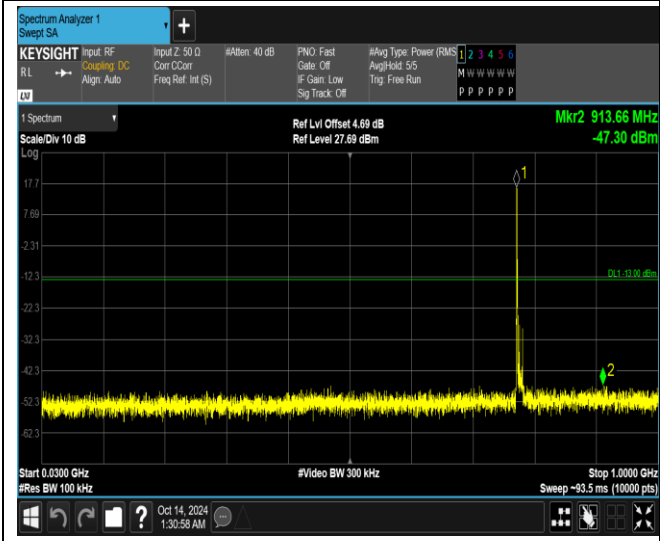 Spectrum Analyzer 1
Swept SA
+
KEYSIGHT
RL
LXI
Input: RF
Coupling: DC
Align: Auto
Input Z: 50 Ω
Corr CCorr
Freq Ref: Int (S)
#Atten: 40 dB
PNO: Fast
Gate: Off
IF Gain: Low
Sig Track: Off
#Avg Type: Power (RMS
Avg|Hold: 5/5
Trig: Free Run
1 2 3 4 5 6
M W W W W W
P P P P P P
1 Spectrum
Scale/Div 10 dB
Ref Lvl Offset 4.69 dB
Ref Level 27.69 dBm
Mkr2 913.66 MHz
-47.30 dBm
Log
17.7
7.69
-2.31
-12.3
-22.3
-32.3
-42.3
-52.3
-62.3
1
DL1 -13.00 dBm
2
Start 0.0300 GHz
#Res BW 100 kHz
#Video BW 300 kHz
Stop 1.0000 GHz
Sweep ~93.5 ms (10000 pts)
?
Oct 14, 2024
1:30:58 AM